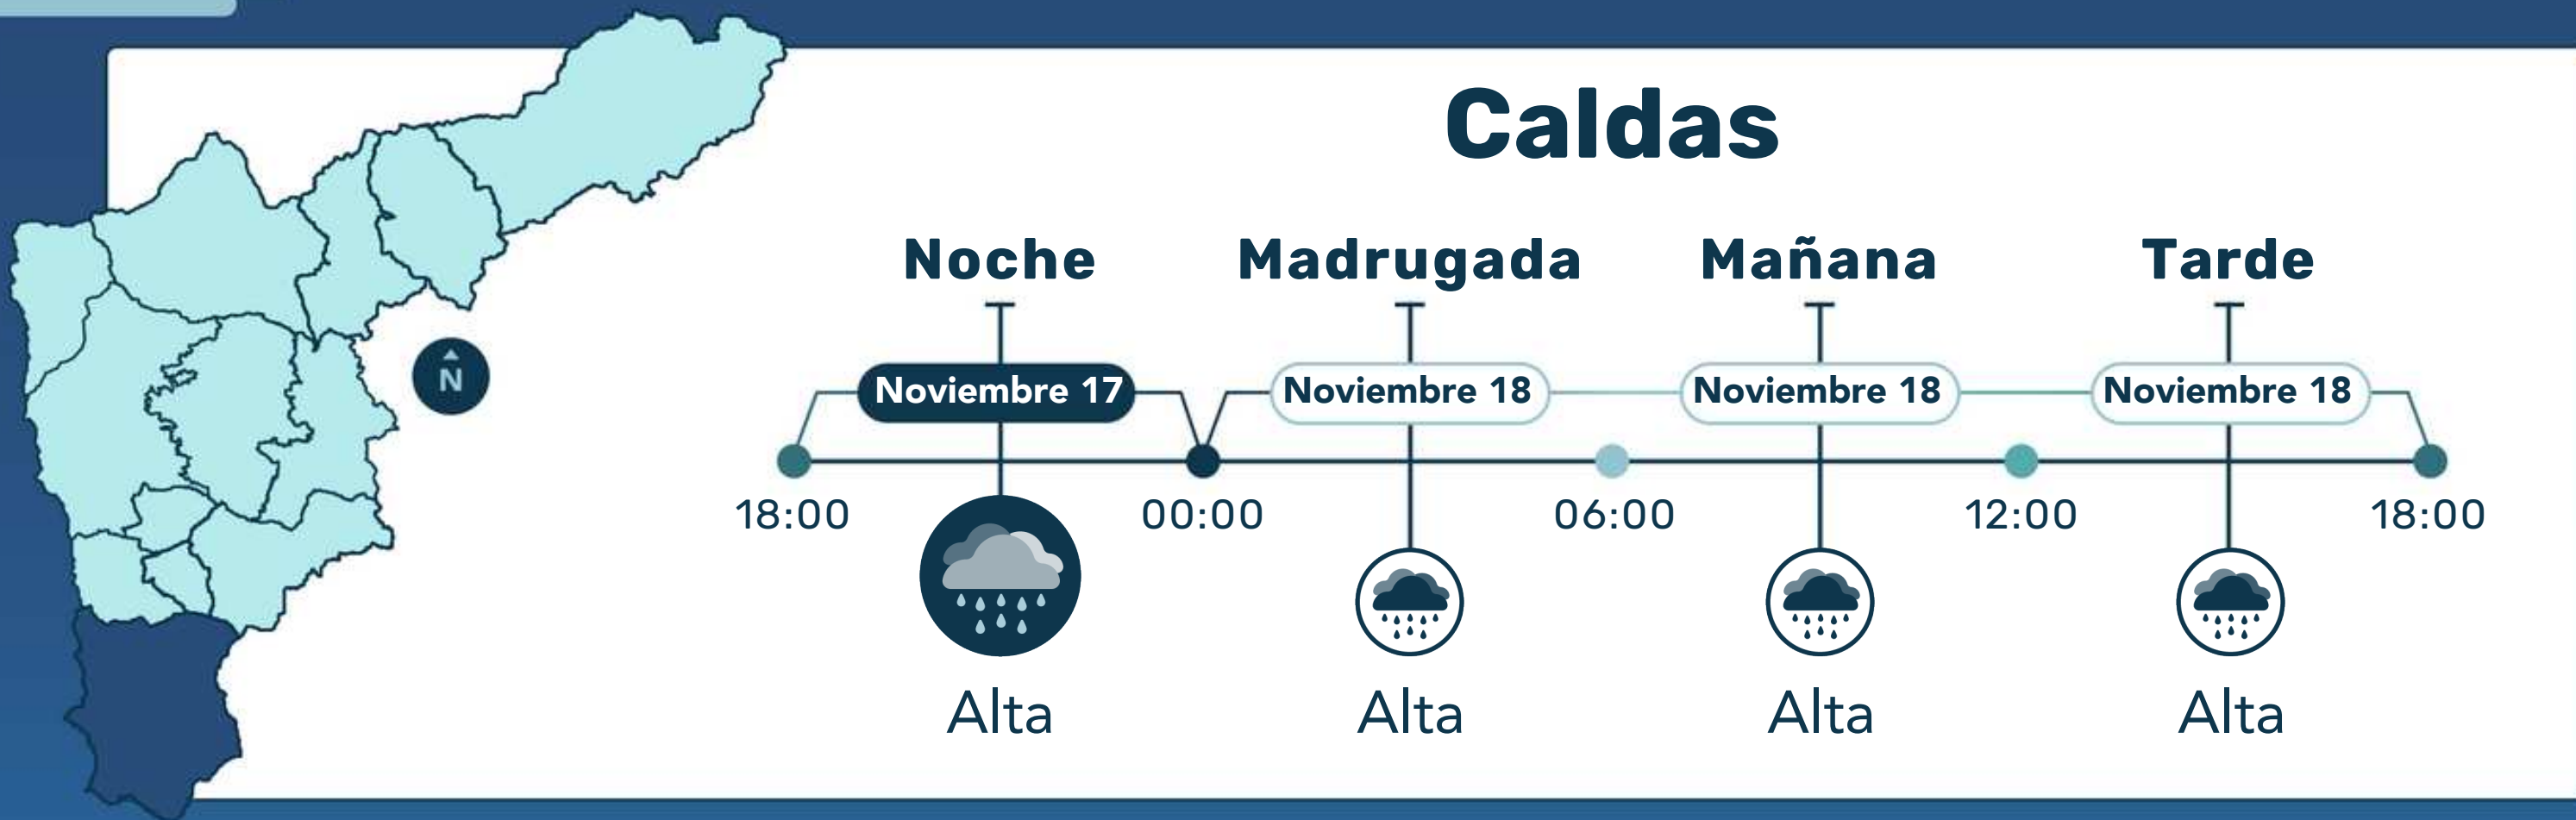 Caldas
Noche Madrugada Mañana Tarde
N
Noviembre 17 Noviembre 18 Noviembre 18 Noviembre 18
18:00 00:00 06:00 12:00 18:00
Alta Alta Alta Alta